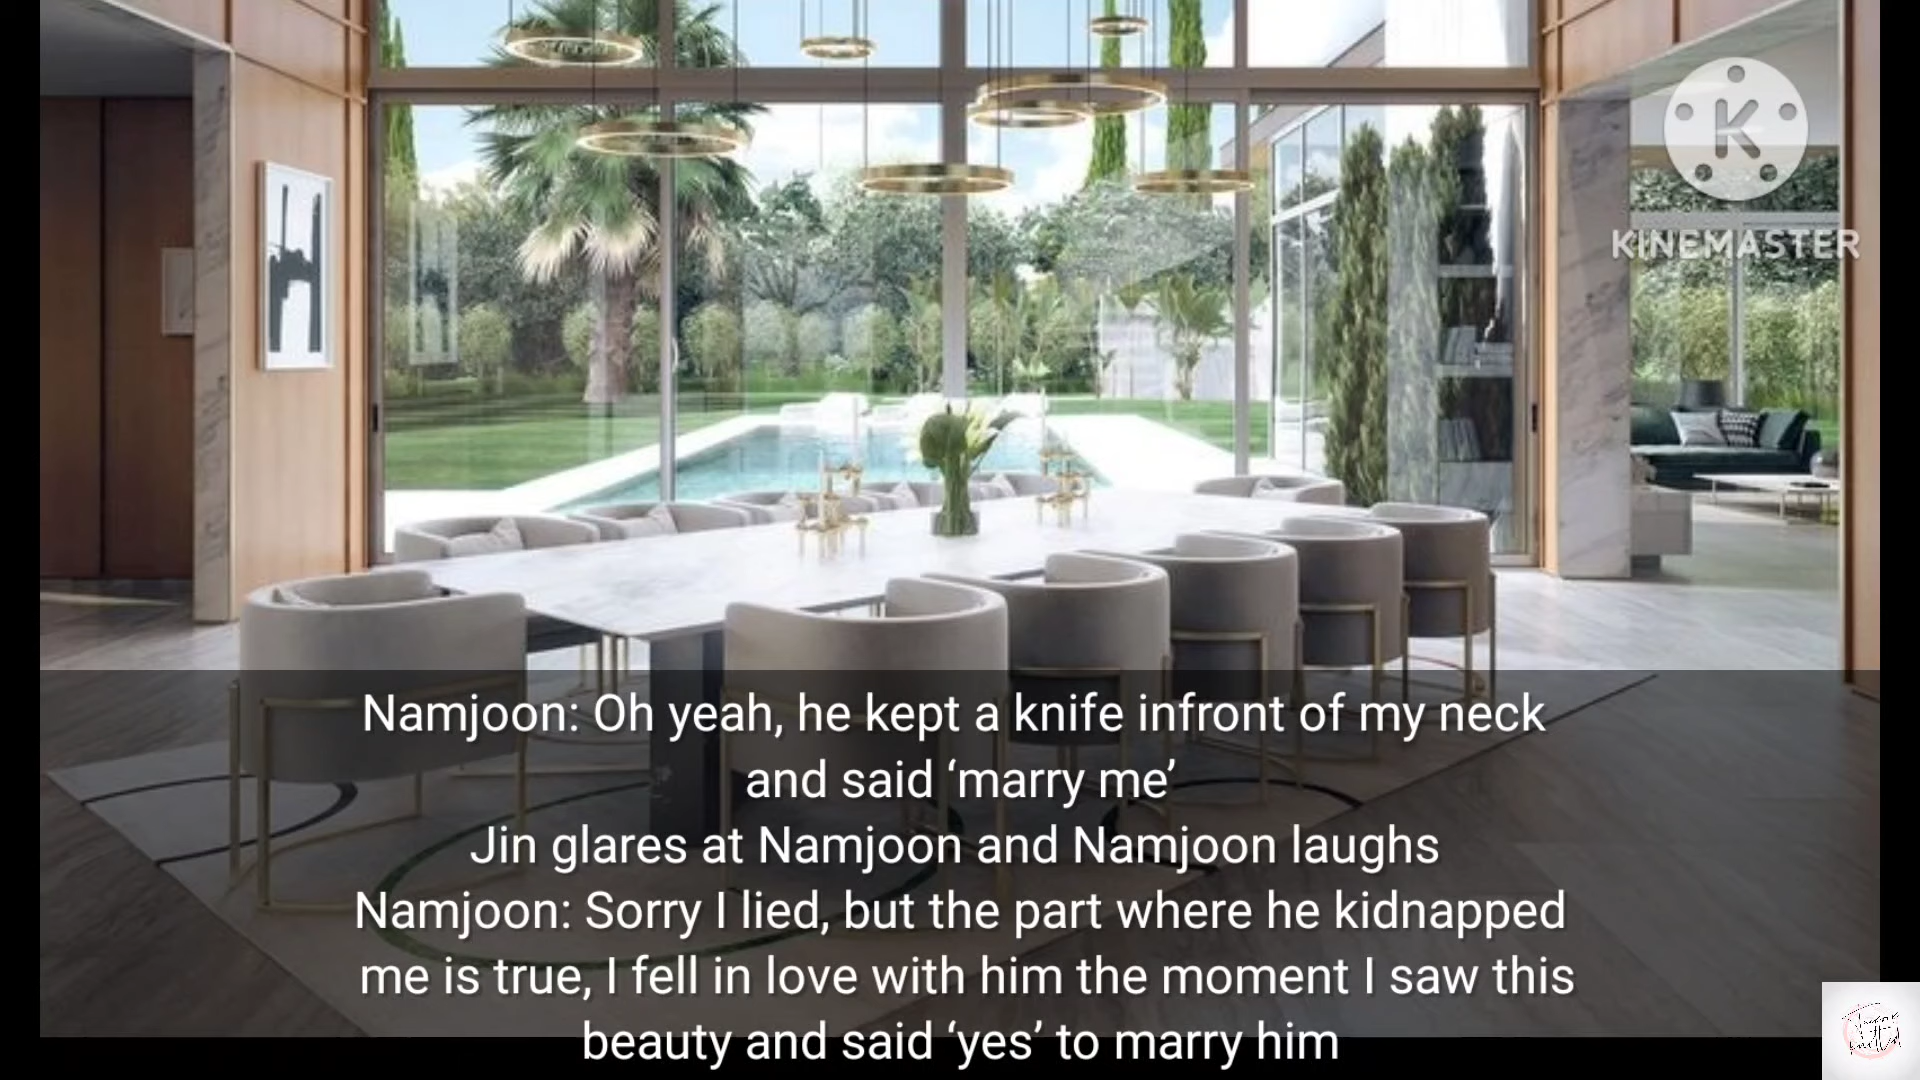 KINEMASTER
Namjoon: Oh yeah, he kept a knife infront of my neck
and said ‘marry me’
Jin glares at Namjoon and Namjoon laughs
Namjoon: Sorry I lied, but the part where he kidnapped
me is true, I fell in love with him the moment I saw this
beauty and said ‘yes’ to marry him